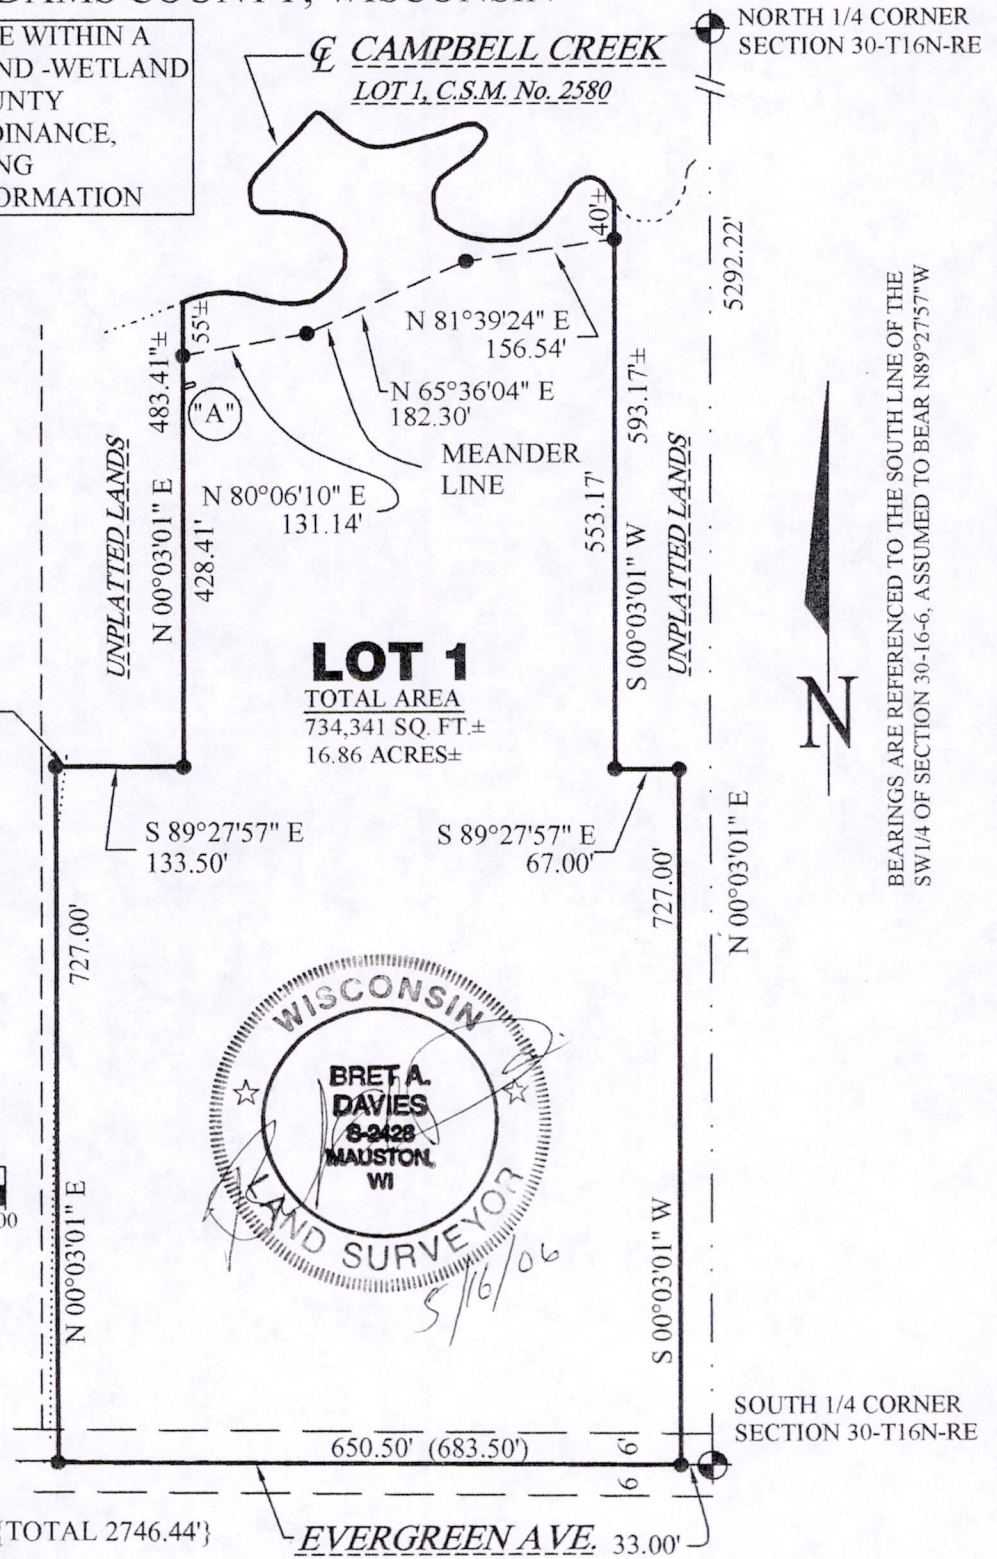 DAMS COUNTY, WISCONSIN
E WITHIN A
ND -WETLAND
UNTY
DINANCE,
NG
ORMATION
℄ CAMPBELL CREEK
LOT 1, C.S.M. No. 2580
NORTH 1/4 CORNER
SECTION 30-T16N-RE
40'±
5292.22'
55'±
483.41"±
"A"
N 81°39'24" E
156.54'
N 65°36'04" E
182.30'
MEANDER
LINE
N 80°06'10" E
131.14'
593.17'±
553.17'
S 00°03'01" W
UNPLATTED LANDS
UNPLATTED LANDS
N 00°03'01" E
428.41'
LOT 1
TOTAL AREA
734,341 SQ. FT.±
16.86 ACRES±
N
BEARINGS ARE REFERENCED TO THE SOUTH LINE OF THE
SW1/4 OF SECTION 30-16-6, ASSUMED TO BEAR N89°27'57"W
S 89°27'57" E
133.50'
S 89°27'57" E
67.00'
727.00'
727.00'
N 00°03'01" E
WISCONSIN
BRET A.
DAVIES
S-2428
MAUSTON,
WI
LAND SURVEYOR
5/16/06
00
N 00°03'01" E
S 00°03'01" W
SOUTH 1/4 CORNER
SECTION 30-T16N-RE
650.50' (683.50')
6 6'
{TOTAL 2746.44'}
EVERGREEN AVE. 33.00'